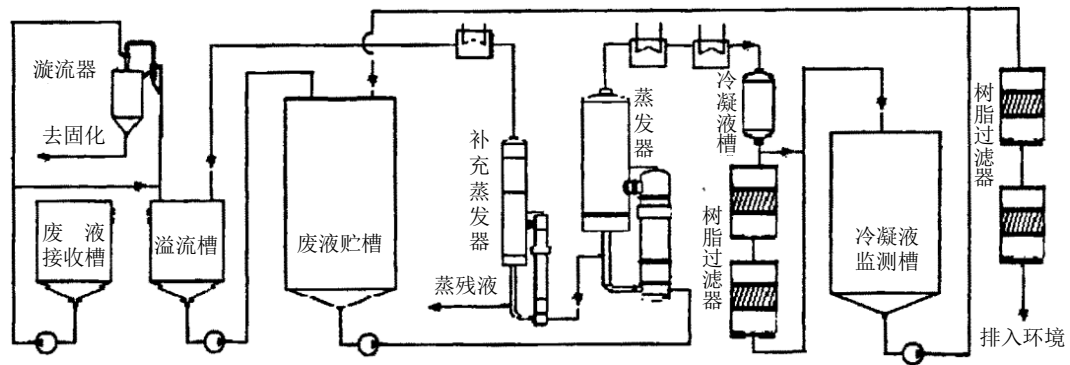 漩流器
去固化
废液
接收槽
溢流槽
废液贮槽
补充蒸发器
蒸残液
蒸发器
冷凝液槽
树脂过滤器
冷凝液
监测槽
树脂过滤器
排入环境